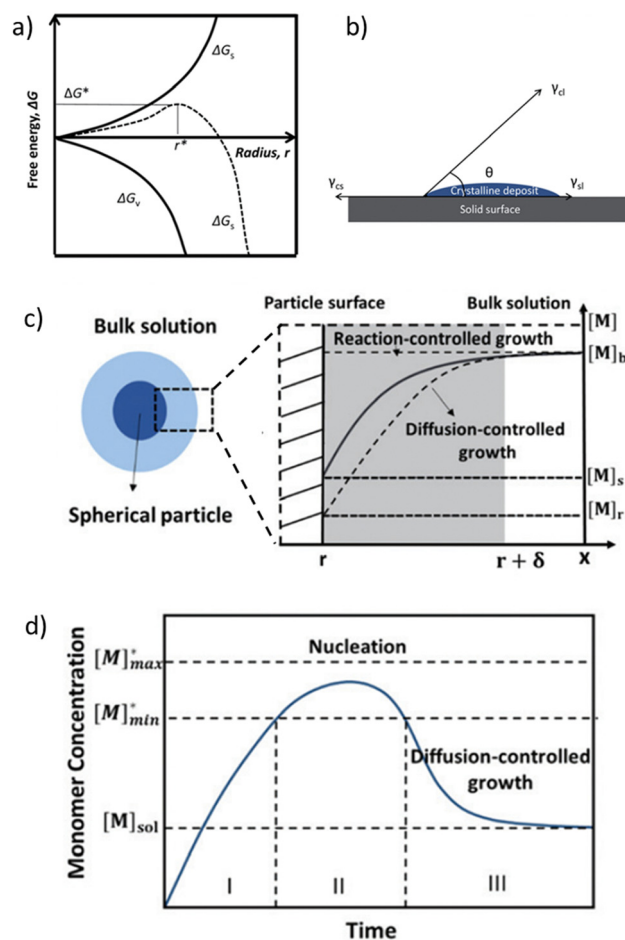 a)
Free energy, ΔG
ΔG*
r*
Radius, r
ΔGs
ΔGv
ΔGs
b)
γcl
θ
γcs
Crystalline deposit
γsl
Solid surface
c)
Bulk solution
Spherical particle
Particle surface
Bulk solution
[M]
Reaction-controlled growth
[M]b
Diffusion-controlled
growth
[M]s
[M]r
r
r + δ
x
d)
Monomer Concentration
Nucleation
[M]*max
[M]*min
Diffusion-controlled
growth
[M]sol
I
II
III
Time